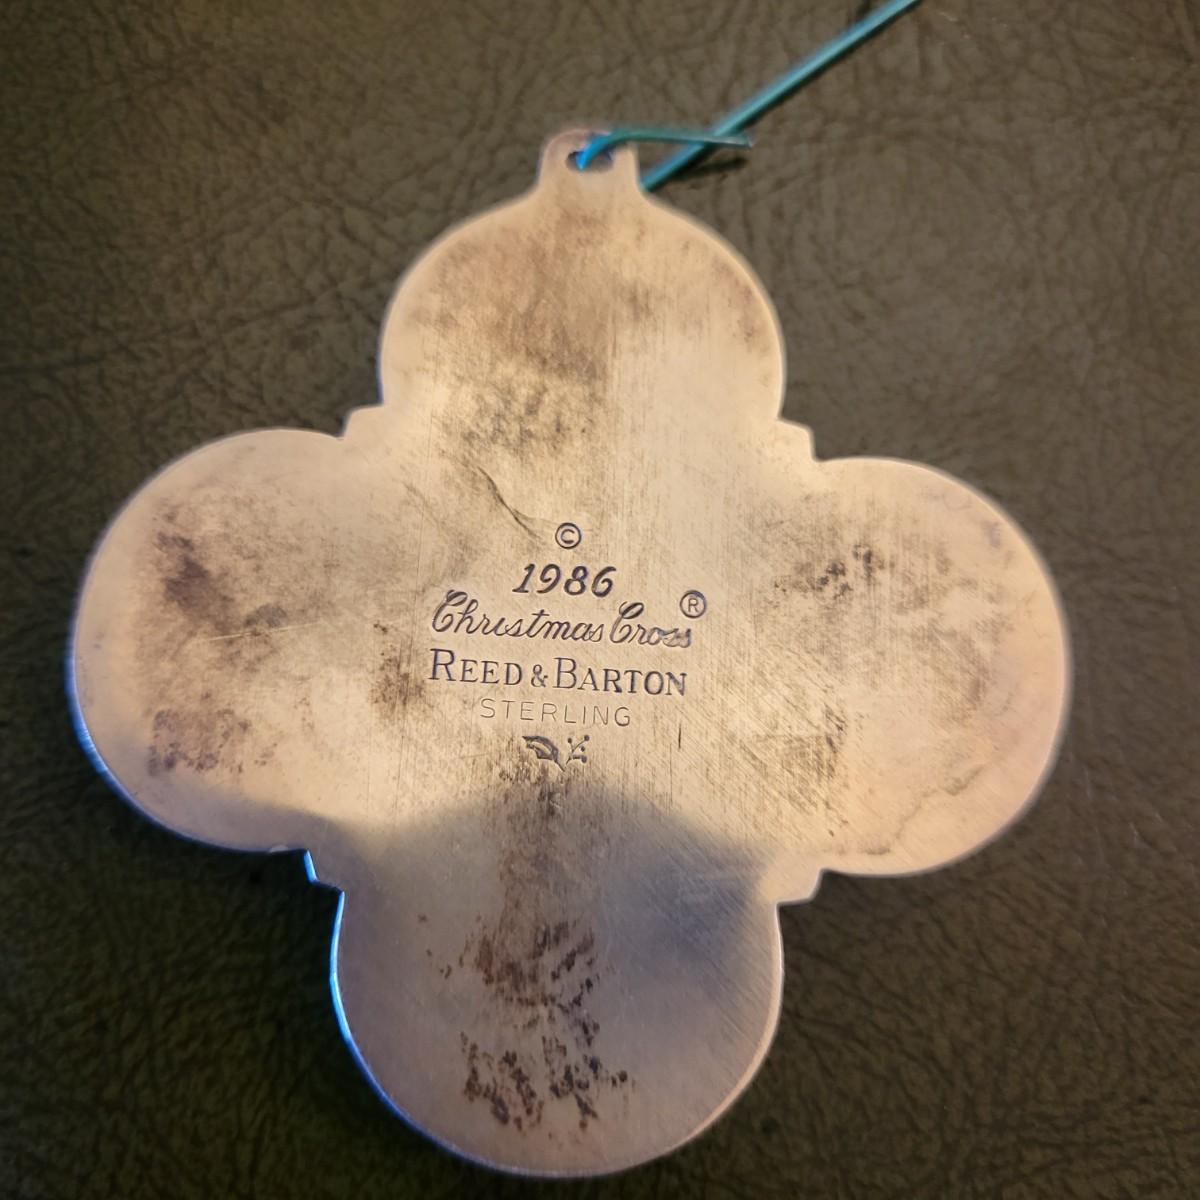 ©
1986
Christmas Cross®
REED & BARTON
STERLING